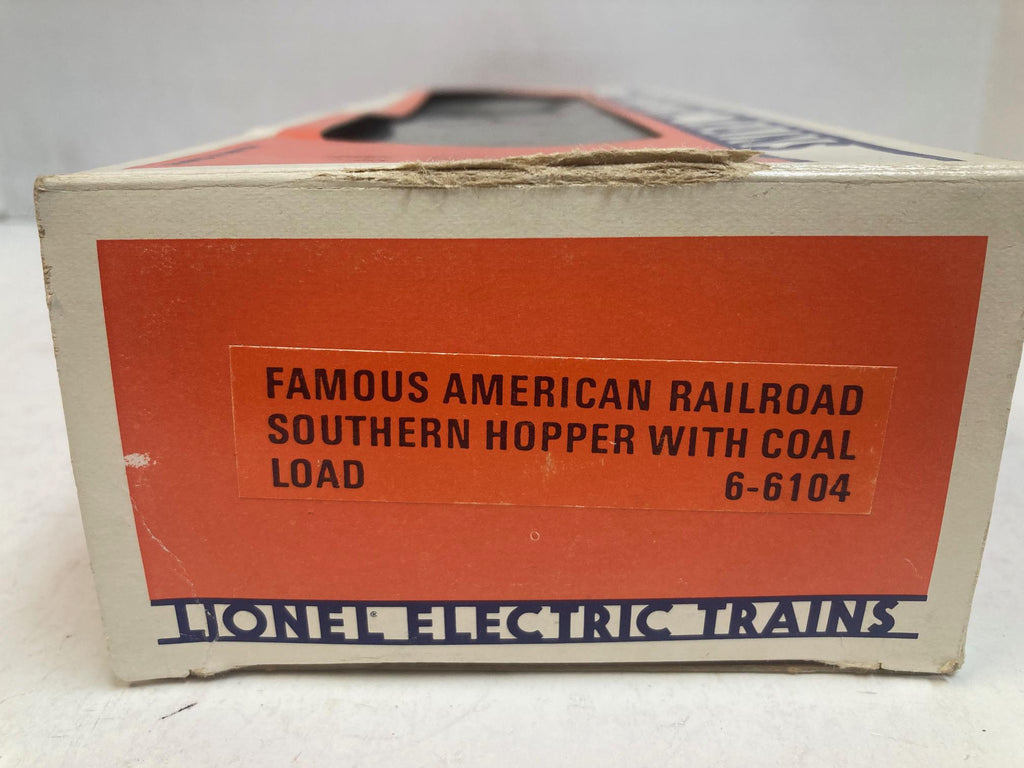 FAMOUS AMERICAN RAILROAD
SOUTHERN HOPPER WITH COAL
LOAD 6-6104
LIONEL® ELECTRIC TRAINS